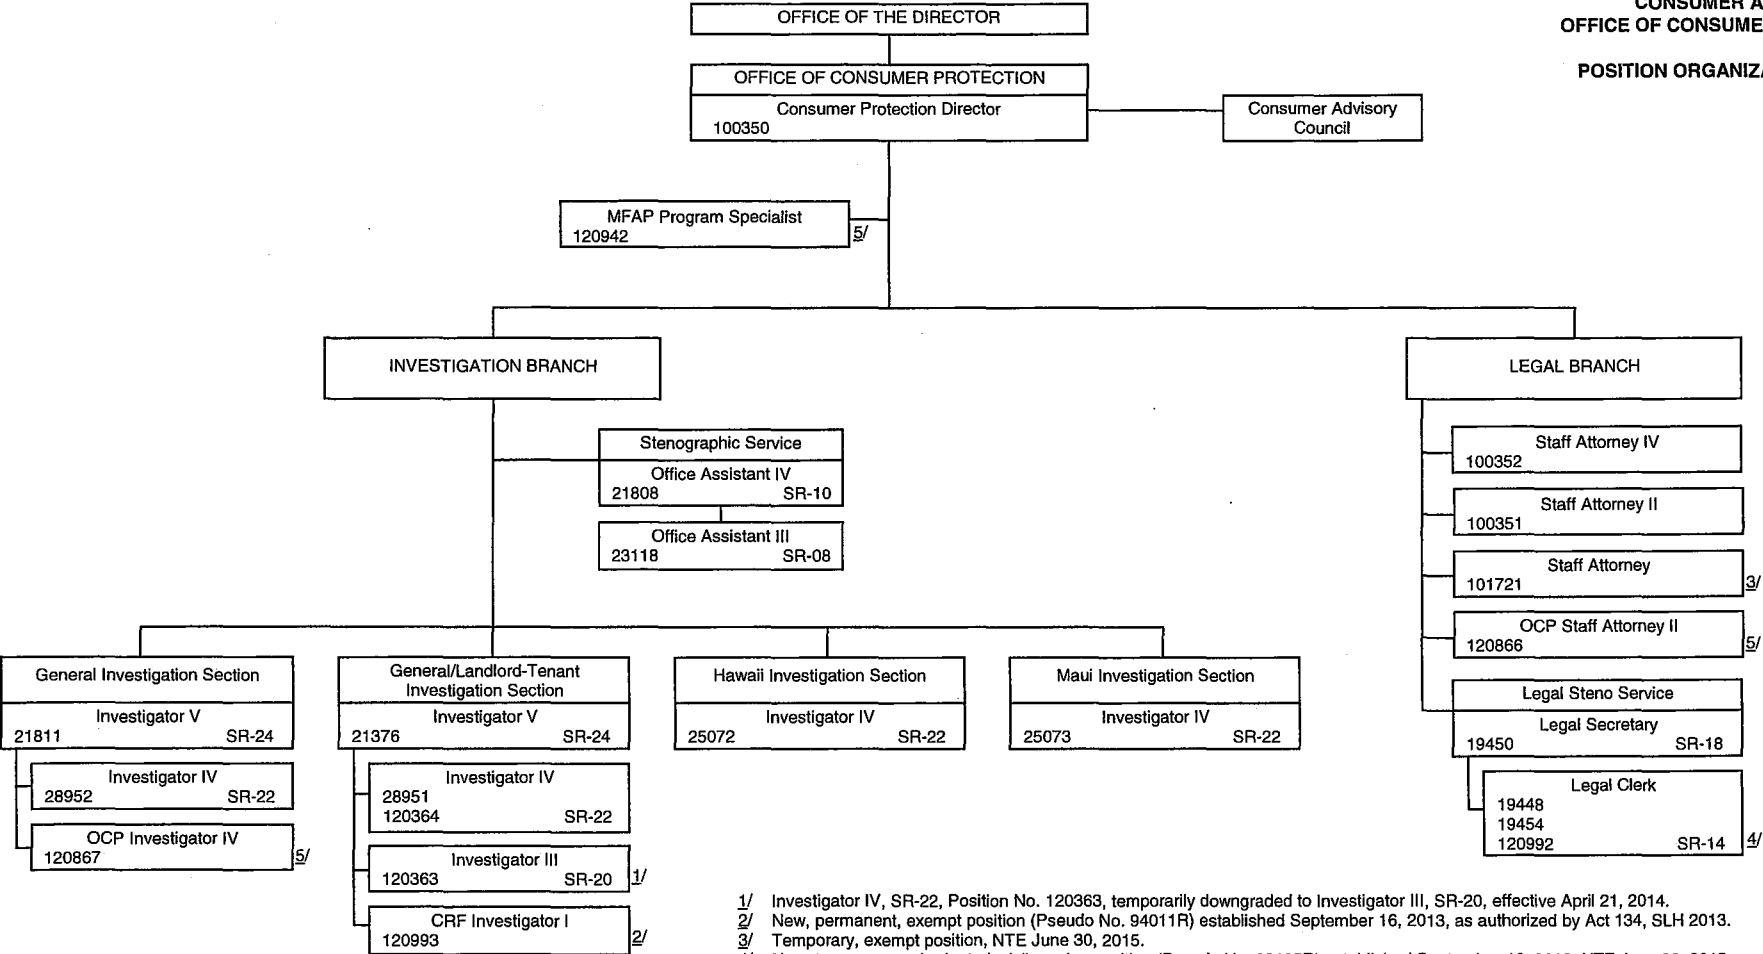 CONSUMER A
OFFICE OF CONSUME
POSITION ORGANIZA
OFFICE OF THE DIRECTOR
OFFICE OF CONSUMER PROTECTION
Consumer Protection Director
100350
Consumer Advisory
Council
MFAP Program Specialist
120942
5/
INVESTIGATION BRANCH
LEGAL BRANCH
Stenographic Service
Office Assistant IV
21808 SR-10
Office Assistant III
23118 SR-08
Staff Attorney IV
100352
Staff Attorney II
100351
Staff Attorney
101721
3/
OCP Staff Attorney II
120866
5/
Legal Steno Service
Legal Secretary
19450 SR-18
Legal Clerk
19448
19454
120992 SR-14
4/
General Investigation Section
Investigator V
21811 SR-24
Investigator IV
28952 SR-22
OCP Investigator IV
120867
5/
General/Landlord-Tenant
Investigation Section
Investigator V
21376 SR-24
Investigator IV
28951
120364 SR-22
Investigator III
120363 SR-20
1/
CRF Investigator I
120993
2/
Hawaii Investigation Section
Investigator IV
25072 SR-22
Maui Investigation Section
Investigator IV
25073 SR-22
1/ Investigator IV, SR-22, Position No. 120363, temporarily downgraded to Investigator III, SR-20, effective April 21, 2014.
2/ New, permanent, exempt position (Pseudo No. 94011R) established September 16, 2013, as authorized by Act 134, SLH 2013.
3/ Temporary, exempt position, NTE June 30, 2015.